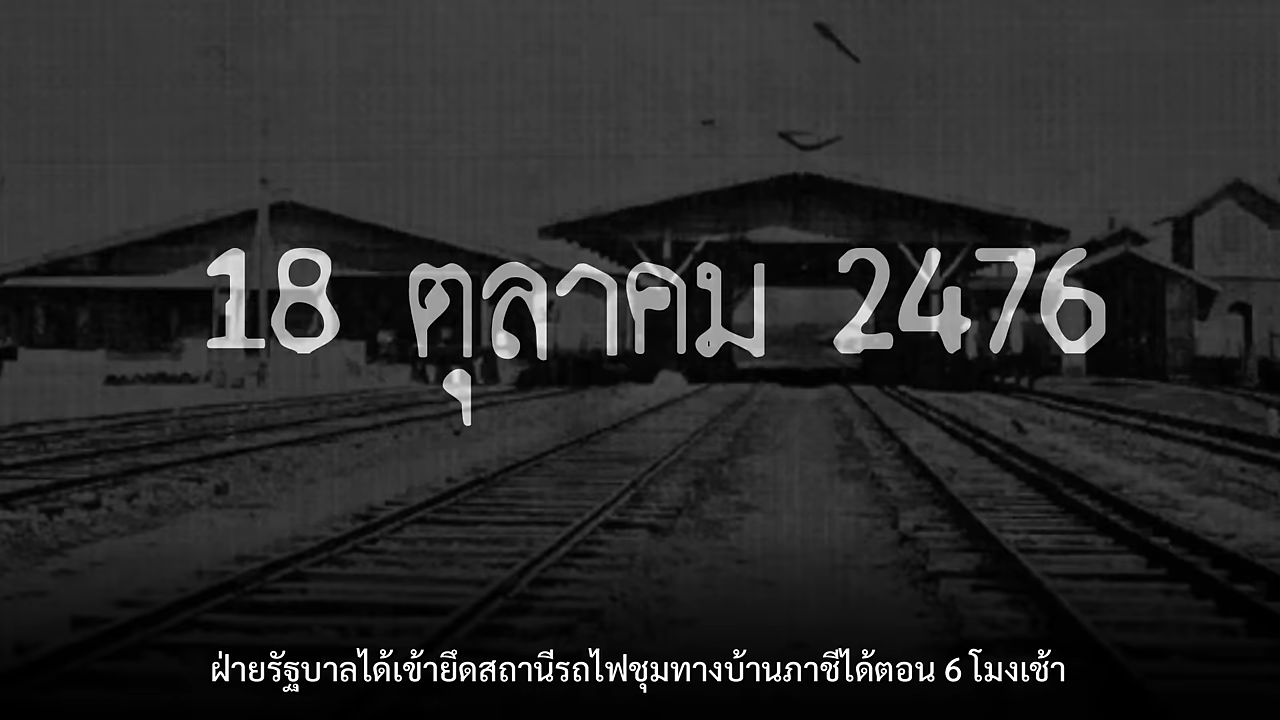 18 ตุลาคม 2476
ฝ่ายรัฐบาลได้เข้ายึดสถานีรถไฟชุมทางบ้านภาชีได้ตอน 6 โมงเช้า